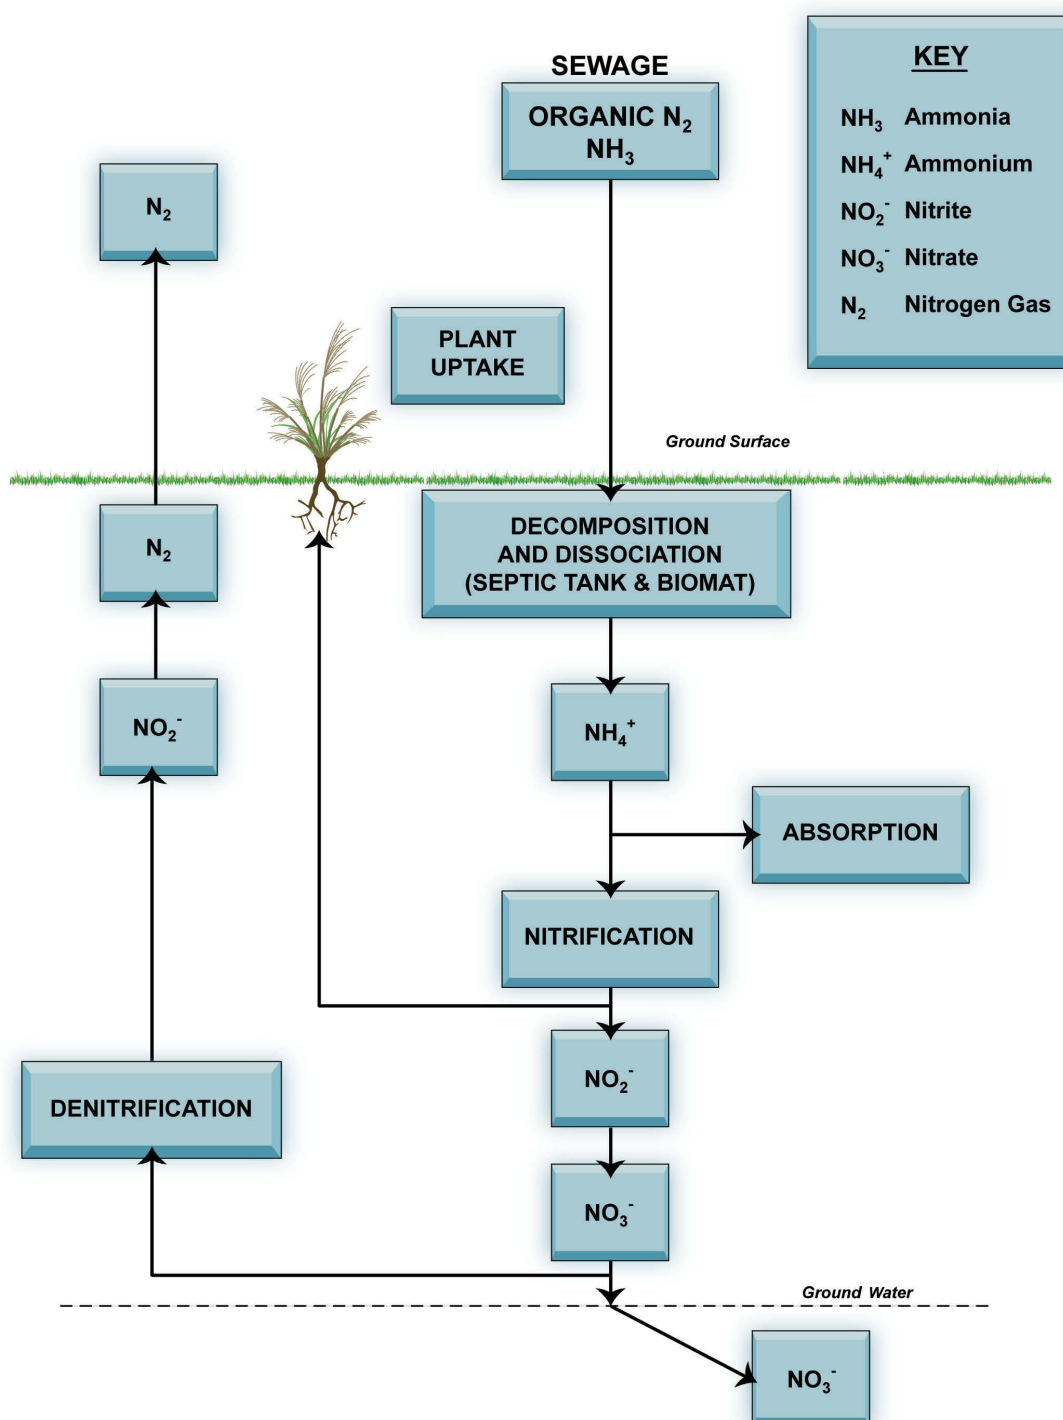 SEWAGE
ORGANIC N₂
NH₃
KEY
NH₃ Ammonia
NH₄⁺ Ammonium
NO₂⁻ Nitrite
NO₃⁻ Nitrate
N₂ Nitrogen Gas
N₂
PLANT
UPTAKE
Ground Surface
DECOMPOSITION
AND DISSOCIATION
(SEPTIC TANK & BIOMAT)
N₂
NH₄⁺
NO₂⁻
ABSORPTION
NITRIFICATION
NO₂⁻
DENITRIFICATION
NO₃⁻
Ground Water
NO₃⁻